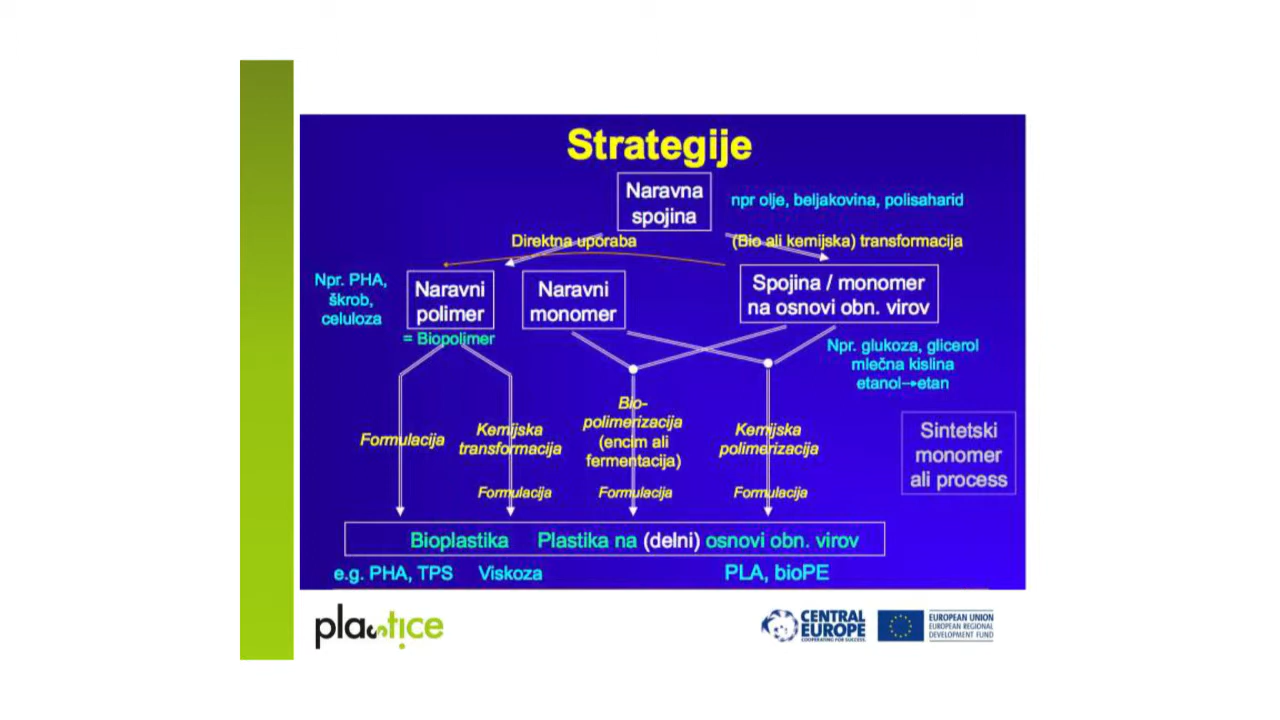 Strategije
Naravna
spojina
npr olje, beljakovina, polisaharid
Direktna uporaba
(Bio ali kemijska) transformacija
Npr. PHA,
škrob,
celuloza
Naravni
polimer
= Biopolimer
Naravni
monomer
Spojina / monomer
na osnovi obn. virov
Npr. glukoza, glicerol
mlečna kislina
etanol→etan
Formulacija
Kemijska
transformacija
Formulacija
Bio-
polimerizacija
(encim ali
fermentacija)
Formulacija
Kemijska
polimerizacija
Formulacija
Sintetski
monomer
ali process
Bioplastika Plastika na (delni) osnovi obn. virov
e.g. PHA, TPS Viskoza PLA, bioPE
plastice
CENTRAL
EUROPE
COOPERATING FOR SUCCESS.
EUROPEAN UNION
EUROPEAN REGIONAL
DEVELOPMENT FUND